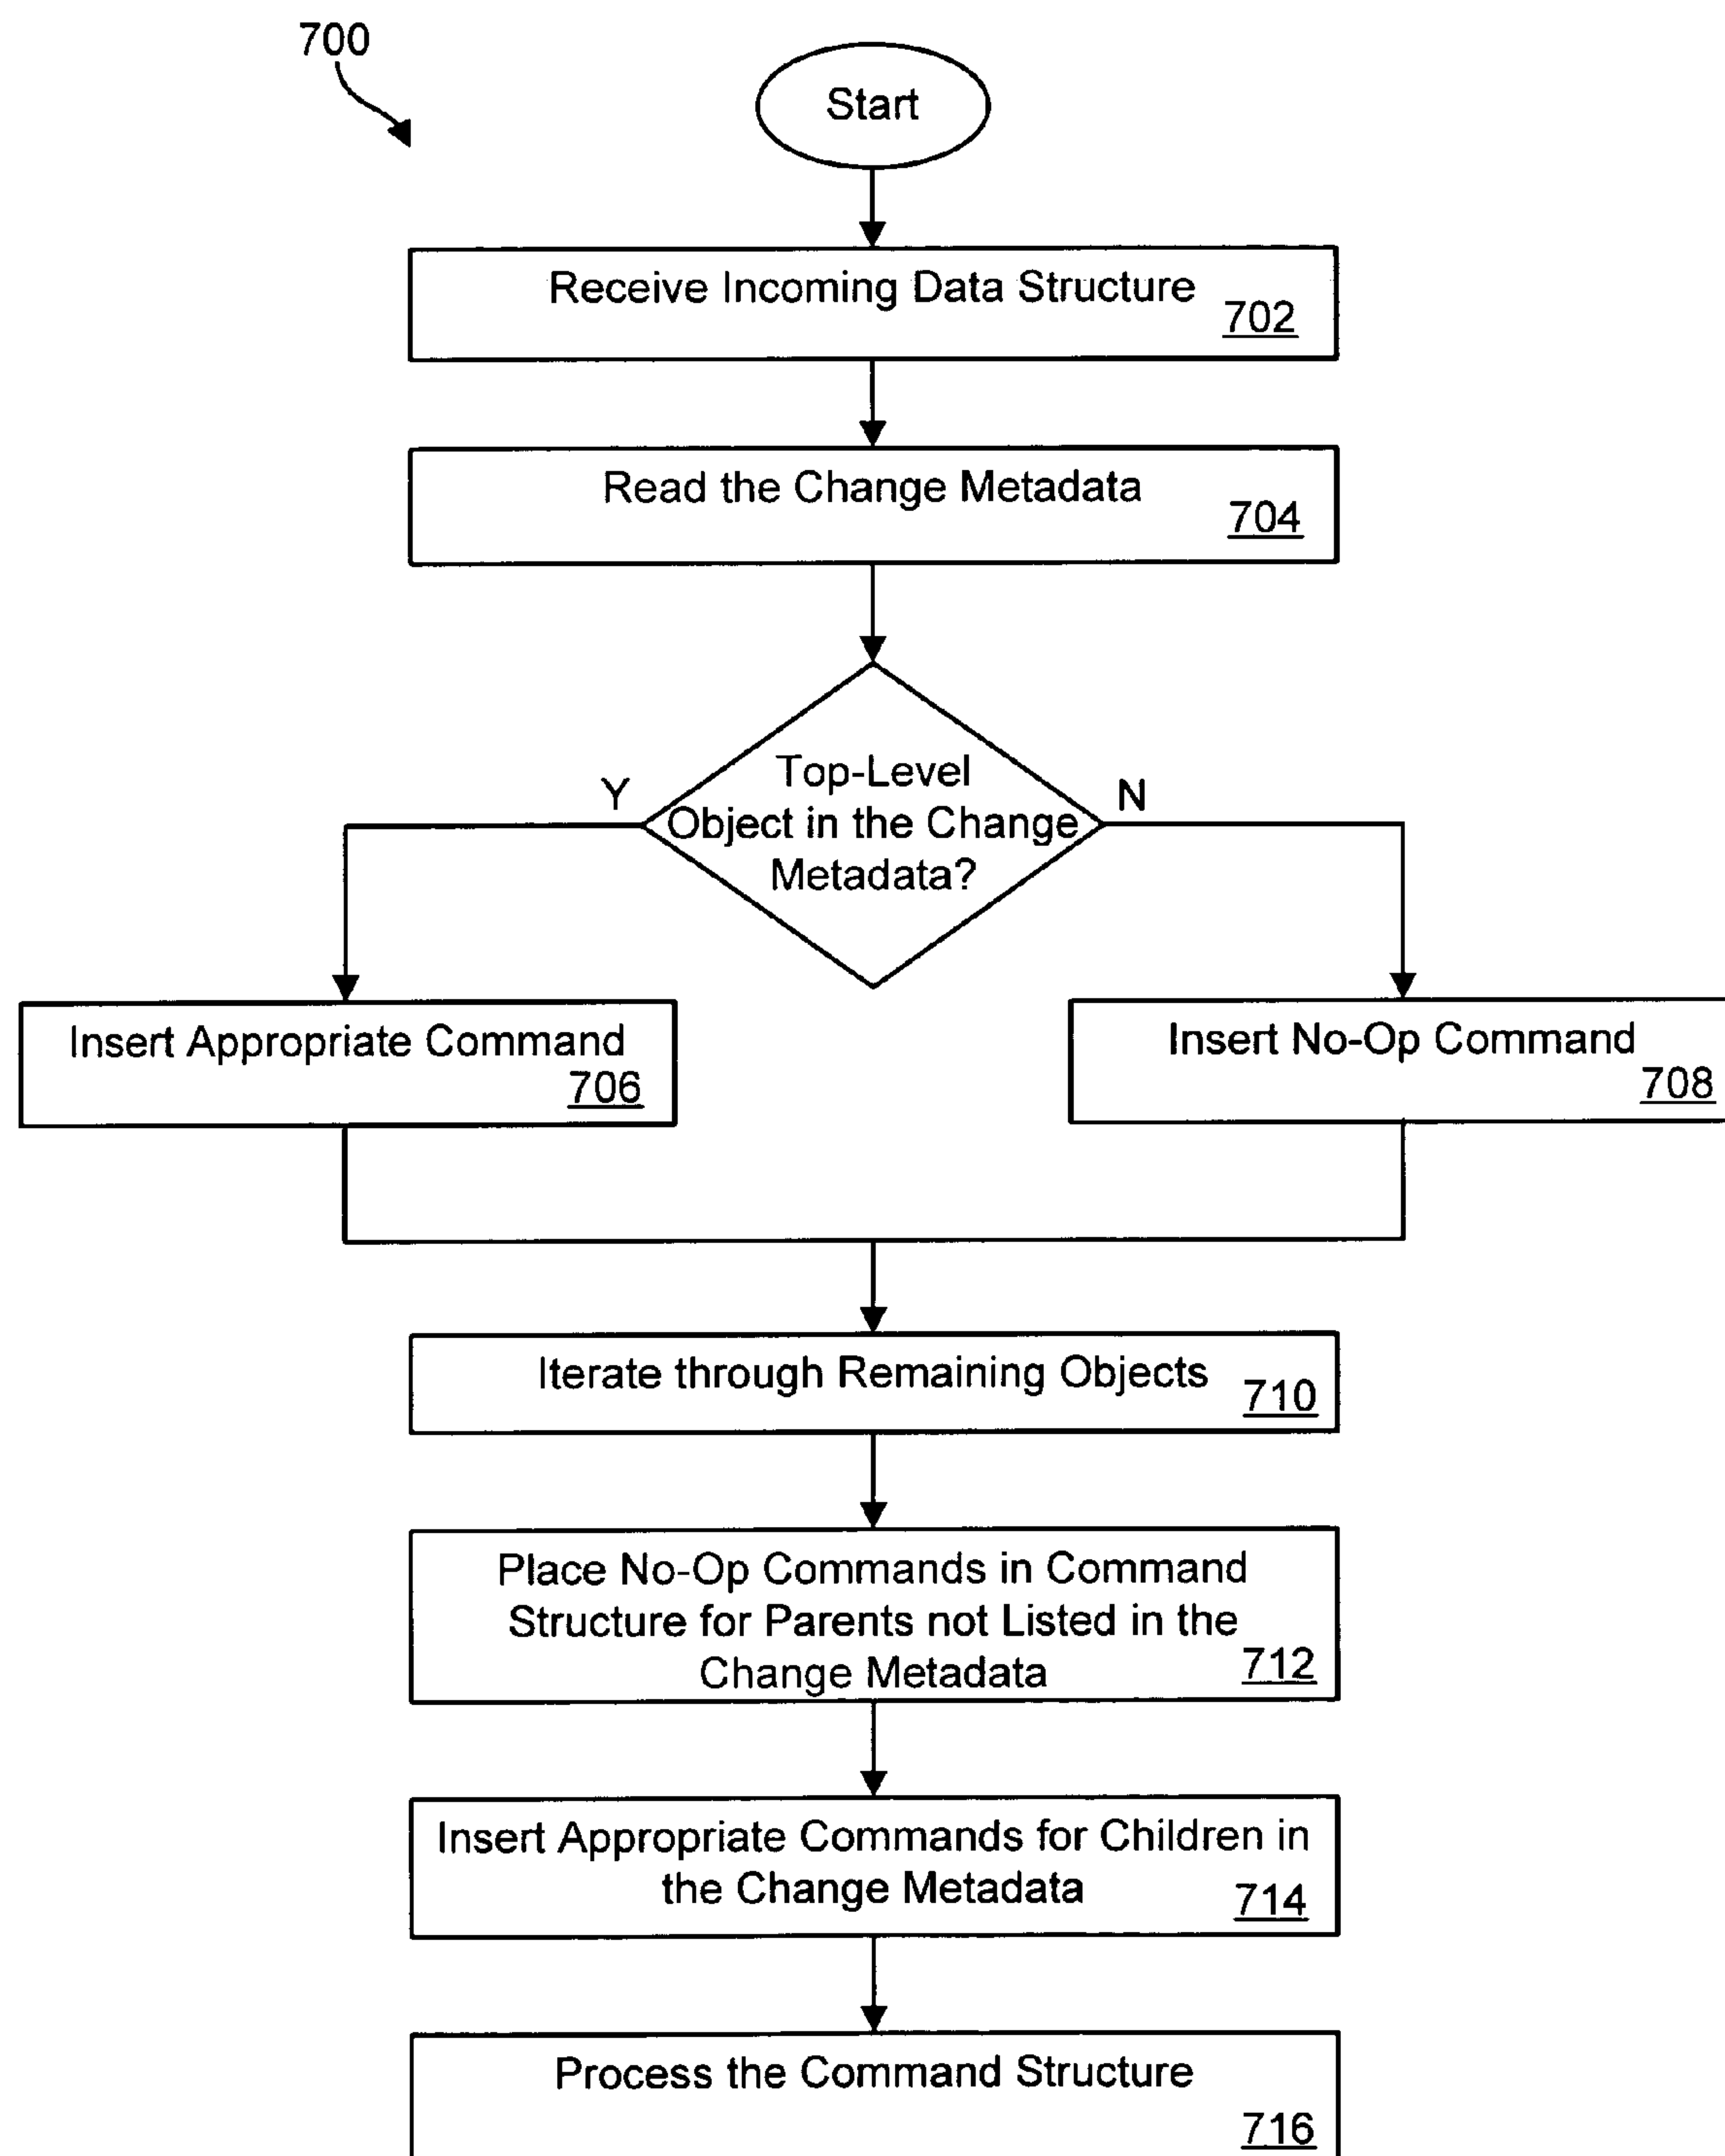 700
Start
Receive Incoming Data Structure
702
Read the Change Metadata
704
Top-Level
Object in the Change
Metadata?
Y
N
Insert Appropriate Command
706
Insert No-Op Command
708
Iterate through Remaining Objects
710
Place No-Op Commands in Command
Structure for Parents not Listed in the
Change Metadata
712
Insert Appropriate Commands for Children in
the Change Metadata
714
Process the Command Structure
716